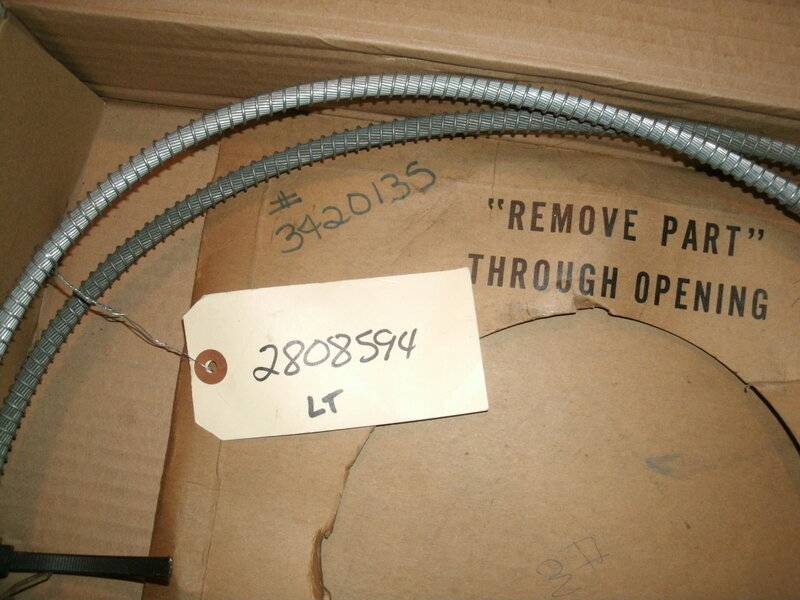 #
3420135
"REMOVE PART"
THROUGH OPENING
2808594
LT